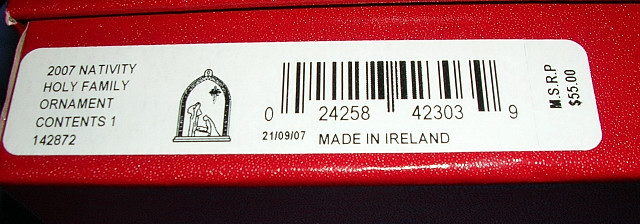 2007 NATIVITY
HOLY FAMILY
ORNAMENT
CONTENTS 1
142872
0 24258 42303 9
21/09/07 MADE IN IRELAND
M.S.R.P
$55.00